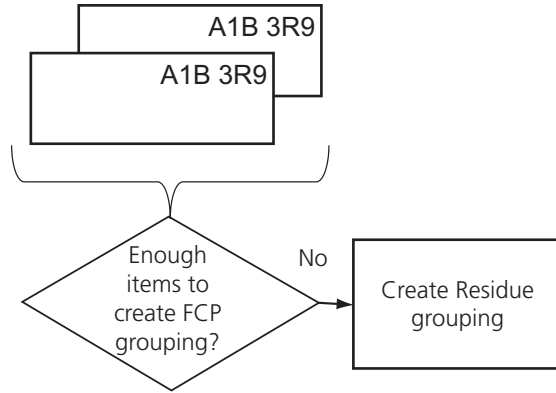 A1B 3R9
A1B 3R9
Enough
items to
create FCP
grouping?
No
Create Residue
grouping